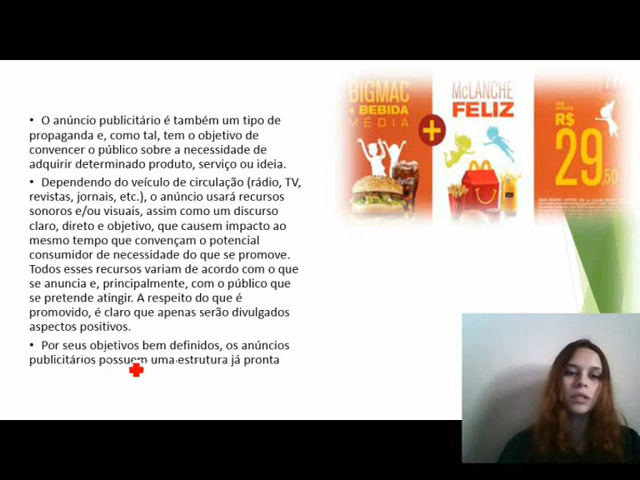 • O anúncio publicitário é também um tipo de
propaganda e, como tal, tem o objetivo de
convencer o público sobre a necessidade de
adquirir determinado produto, serviço ou ideia.
• Dependendo do veículo de circulação (rádio, TV,
revistas, jornais, etc.), o anúncio usará recursos
sonoros e/ou visuais, assim como um discurso
claro, direto e objetivo, que causem impacto ao
mesmo tempo que convençam o potencial
consumidor de necessidade do que se promove.
Todos esses recursos variam de acordo com o que
se anuncia e, principalmente, com o público que
se pretende atingir. A respeito do que é
promovido, é claro que apenas serão divulgados
aspectos positivos.
• Por seus objetivos bem definidos, os anúncios
publicitários possuem uma estrutura já pronta
BIGMAC
+ BEBIDA
MÉDIA
+
McLANCHE
FELIZ
R$
29,50